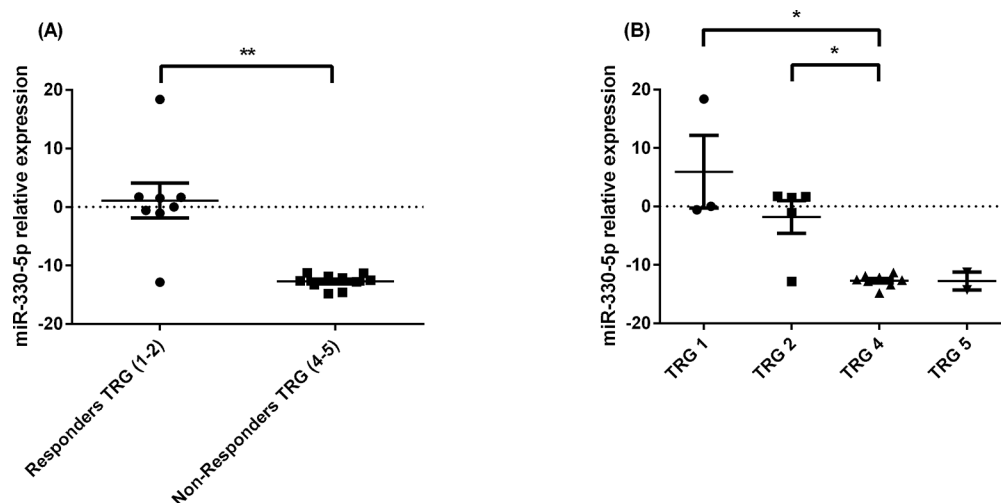 (A)
**
miR-330-5p relative expression
20
10
0
-10
-20
Responders TRG (1-2)
Non-Responders TRG (4-5)
(B)
*
*
miR-330-5p relative expression
20
10
0
-10
-20
TRG 1
TRG 2
TRG 4
TRG 5